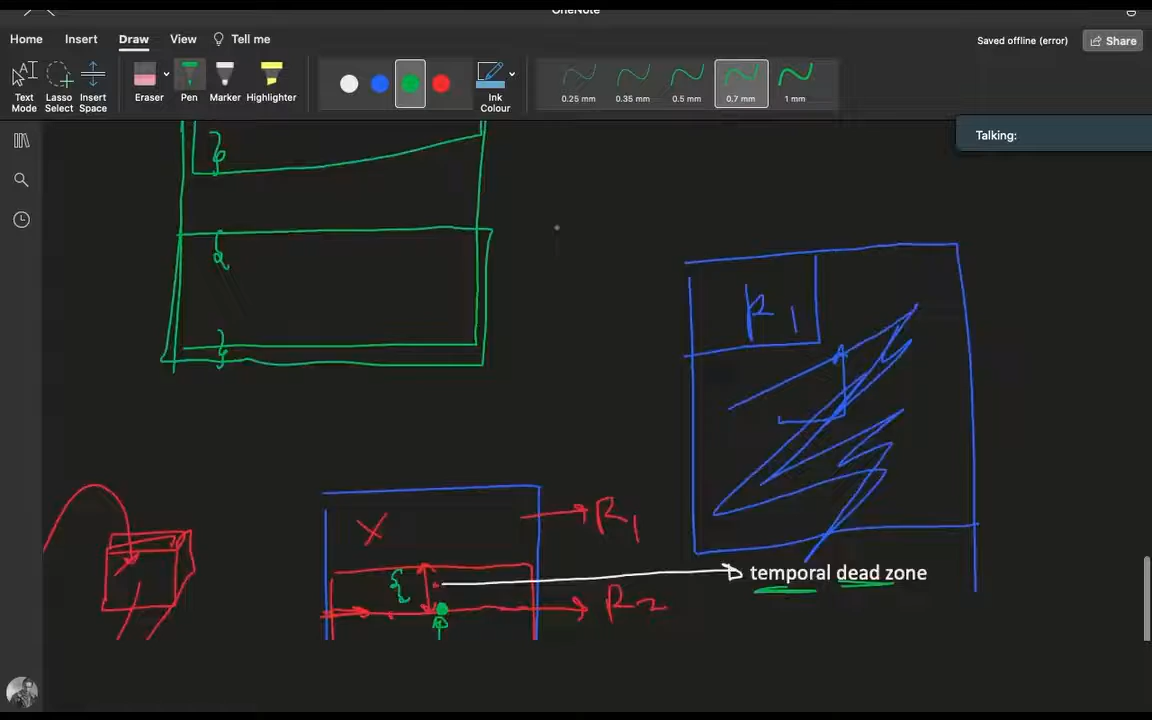 OneNote
Home Insert Draw View Tell me
Saved offline (error) Share
Text Mode
Lasso Select
Insert Space
Eraser
Pen
Marker
Highlighter
Ink Colour
0.25 mm
0.35 mm
0.5 mm
0.7 mm
1 mm
Talking:
}
{
}
R1
X
R1
{
temporal dead zone
R2